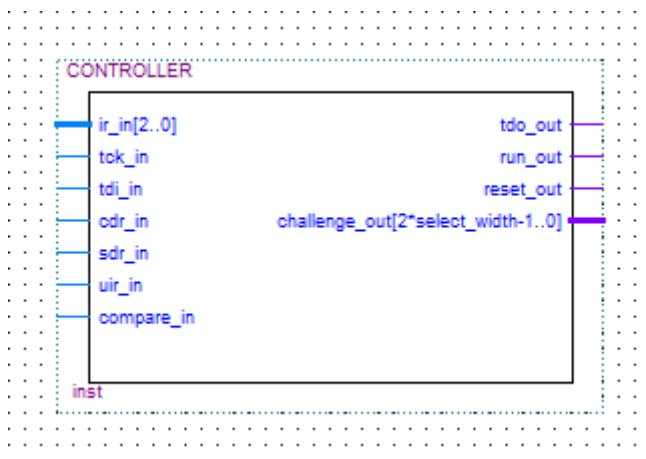 CONTROLLER
ir_in[2..0]
tck_in
tdi_in
cdr_in
sdr_in
uir_in
compare_in
tdo_out
run_out
reset_out
challenge_out[2*select_width-1..0]
inst